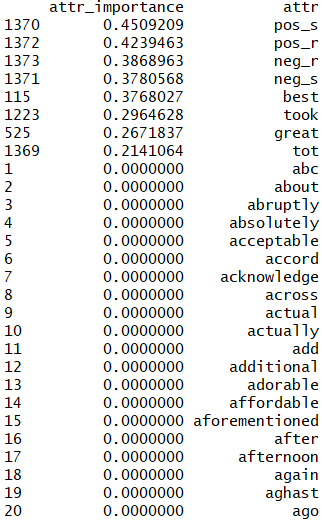 attr_importance attr
1370 0.4509209 pos_s
1372 0.4239463 pos_r
1373 0.3868963 neg_r
1371 0.3780568 neg_s
115 0.3768027 best
1223 0.2964628 took
525 0.2671837 great
1369 0.2141064 tot
1 0.0000000 abc
2 0.0000000 about
3 0.0000000 abruptly
4 0.0000000 absolutely
5 0.0000000 acceptable
6 0.0000000 accord
7 0.0000000 acknowledge
8 0.0000000 across
9 0.0000000 actual
10 0.0000000 actually
11 0.0000000 add
12 0.0000000 additional
13 0.0000000 adorable
14 0.0000000 affordable
15 0.0000000 aforementioned
16 0.0000000 after
17 0.0000000 afternoon
18 0.0000000 again
19 0.0000000 aghast
20 0.0000000 ago